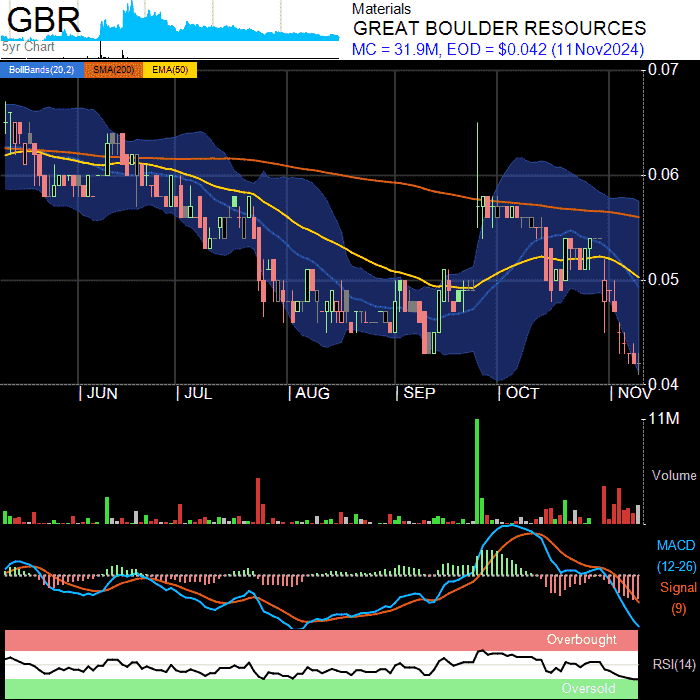 GBR
5yr Chart
Materials
GREAT BOULDER RESOURCES
MC = 31.9M, EOD = $0.042 (11Nov2024)
BollBands(20,2) SMA(200) EMA(50)
0.07
0.06
0.05
0.04
JUN JUL AUG SEP OCT NOV
11M
Volume
MACD
(12-26)
Signal
(9)
Overbought
RSI(14)
Oversold